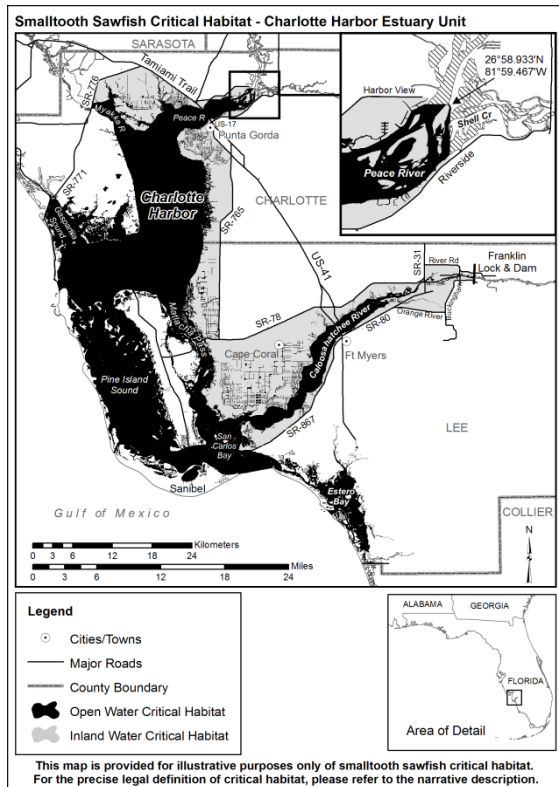 Smalltooth Sawfish Critical Habitat - Charlotte Harbor Estuary Unit
SARASOTA
Tamiami Trail
SR-776
Myakka R
Peace R
US-17
Punta Gorda
26°58.933'N
81°59.467'W
Harbor View
Shell Cr
Peace River
Riverside
SR-771
Gasparilla Sound
Charlotte Harbor
CHARLOTTE
SR-765
US-41
SR-31
River Rd
Franklin
Lock & Dam
Buckingham
Orange River
SR-78
SR-80
Matlacha Pass
Cape Coral
Caloosahatchee River
Ft Myers
Pine Island
Sound
SR-867
LEE
San
Carlos
Bay
Sanibel
Estero
Bay
COLLIER
Gulf of Mexico
N
Kilometers
0 3 6 12 18 24
Miles
0 3 6 12 18 24
Legend
Cities/Towns
Major Roads
County Boundary
Open Water Critical Habitat
Inland Water Critical Habitat
ALABAMA
GEORGIA
FLORIDA
Area of Detail
This map is provided for illustrative purposes only of smalltooth sawfish critical habitat.
For the precise legal definition of critical habitat, please refer to the narrative description.